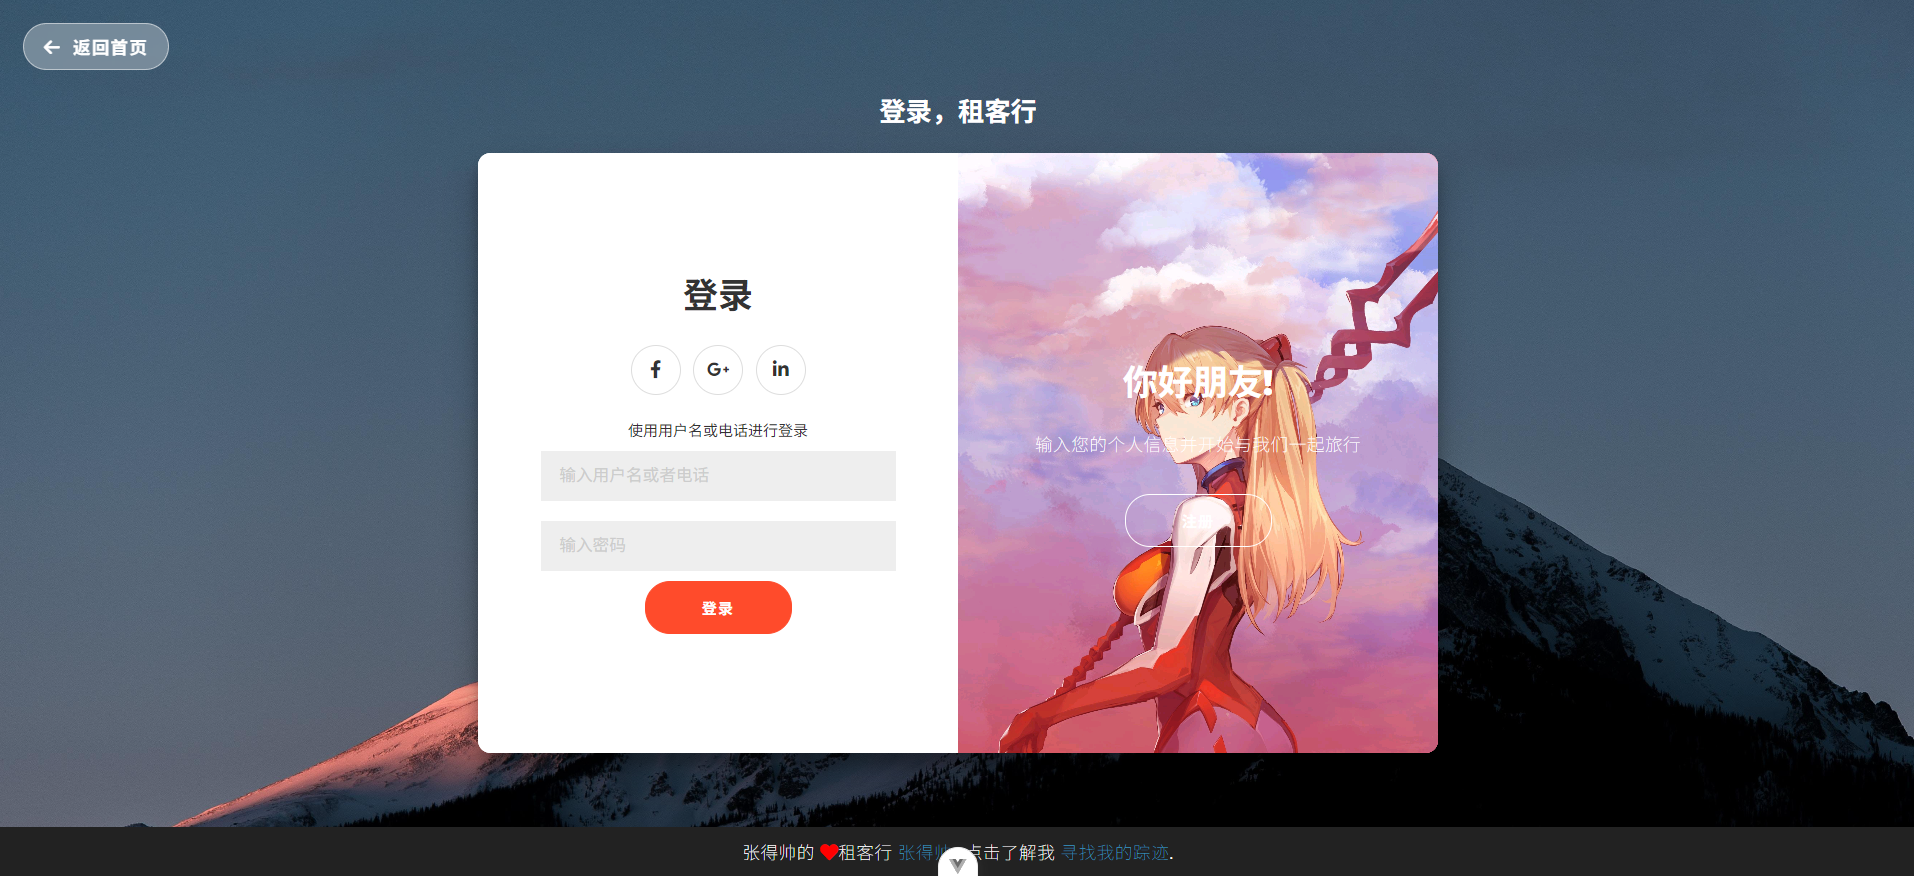 返回首页
登录，租客行
登录
使用用户名或电话进行登录
输入用户名或者电话
输入密码
登录
你好朋友!
输入您的个人信息并开始与我们一起旅行
注册
张得帅的 ❤租客行 张得帅 点击了解我 寻找我的踪迹.